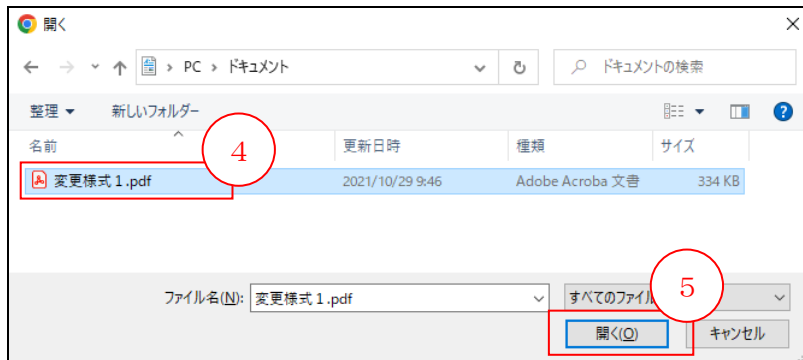 開く
PC › ドキュメント
ドキュメントの検索
整理 新しいフォルダー
名前 更新日時 種類 サイズ
4
変更様式1.pdf 2021/10/29 9:46 Adobe Acroba 文書 334 KB
ファイル名(N): 変更様式1.pdf すべてのファイル
5
開く(O) キャンセル